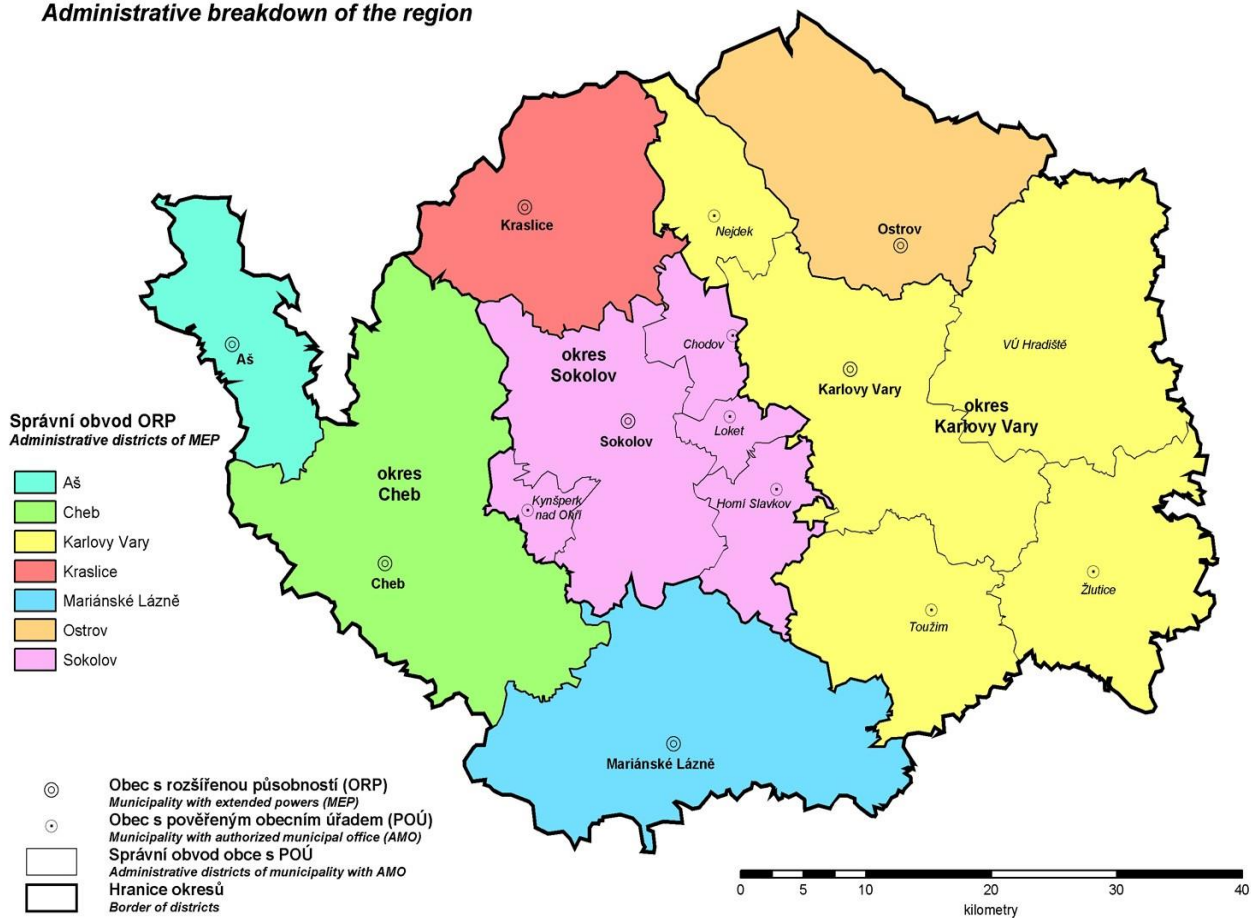 Administrative breakdown of the region
Kraslice
Nejdek
Ostrov
Aš
okres
Sokolov
Chodov
VÚ Hradiště
Karlovy Vary
okres
Karlovy Vary
Loket
Sokolov
okres
Cheb
Kynšperk
nad Ohří
Horní Slavkov
Cheb
Žlutice
Toužim
Mariánské Lázně
Správní obvod ORP
Administrative districts of MEP
Aš
Cheb
Karlovy Vary
Kraslice
Mariánské Lázně
Ostrov
Sokolov
Obec s rozšířenou působností (ORP)
Municipality with extended powers (MEP)
Obec s pověřeným obecním úřadem (POÚ)
Municipality with authorized municipal office (AMO)
Správní obvod obce s POÚ
Administrative districts of municipality with AMO
Hranice okresů
Border of districts
0 5 10 20 30 40
kilometry